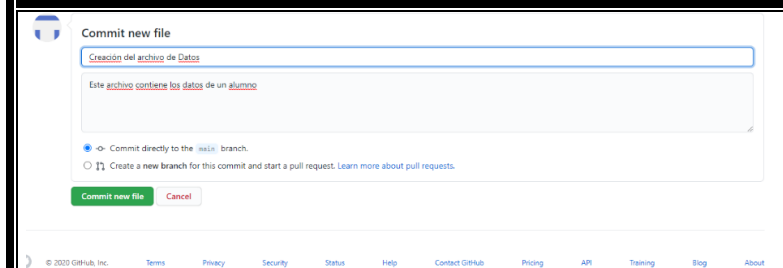 Commit new file
Creación del archivo de Datos
Este archivo contiene los datos de un alumno
Commit directly to the main branch.
Create a new branch for this commit and start a pull request. Learn more about pull requests.
Commit new file Cancel
© 2020 GitHub, Inc. Terms Privacy Security Status Help Contact GitHub Pricing API Training Blog About